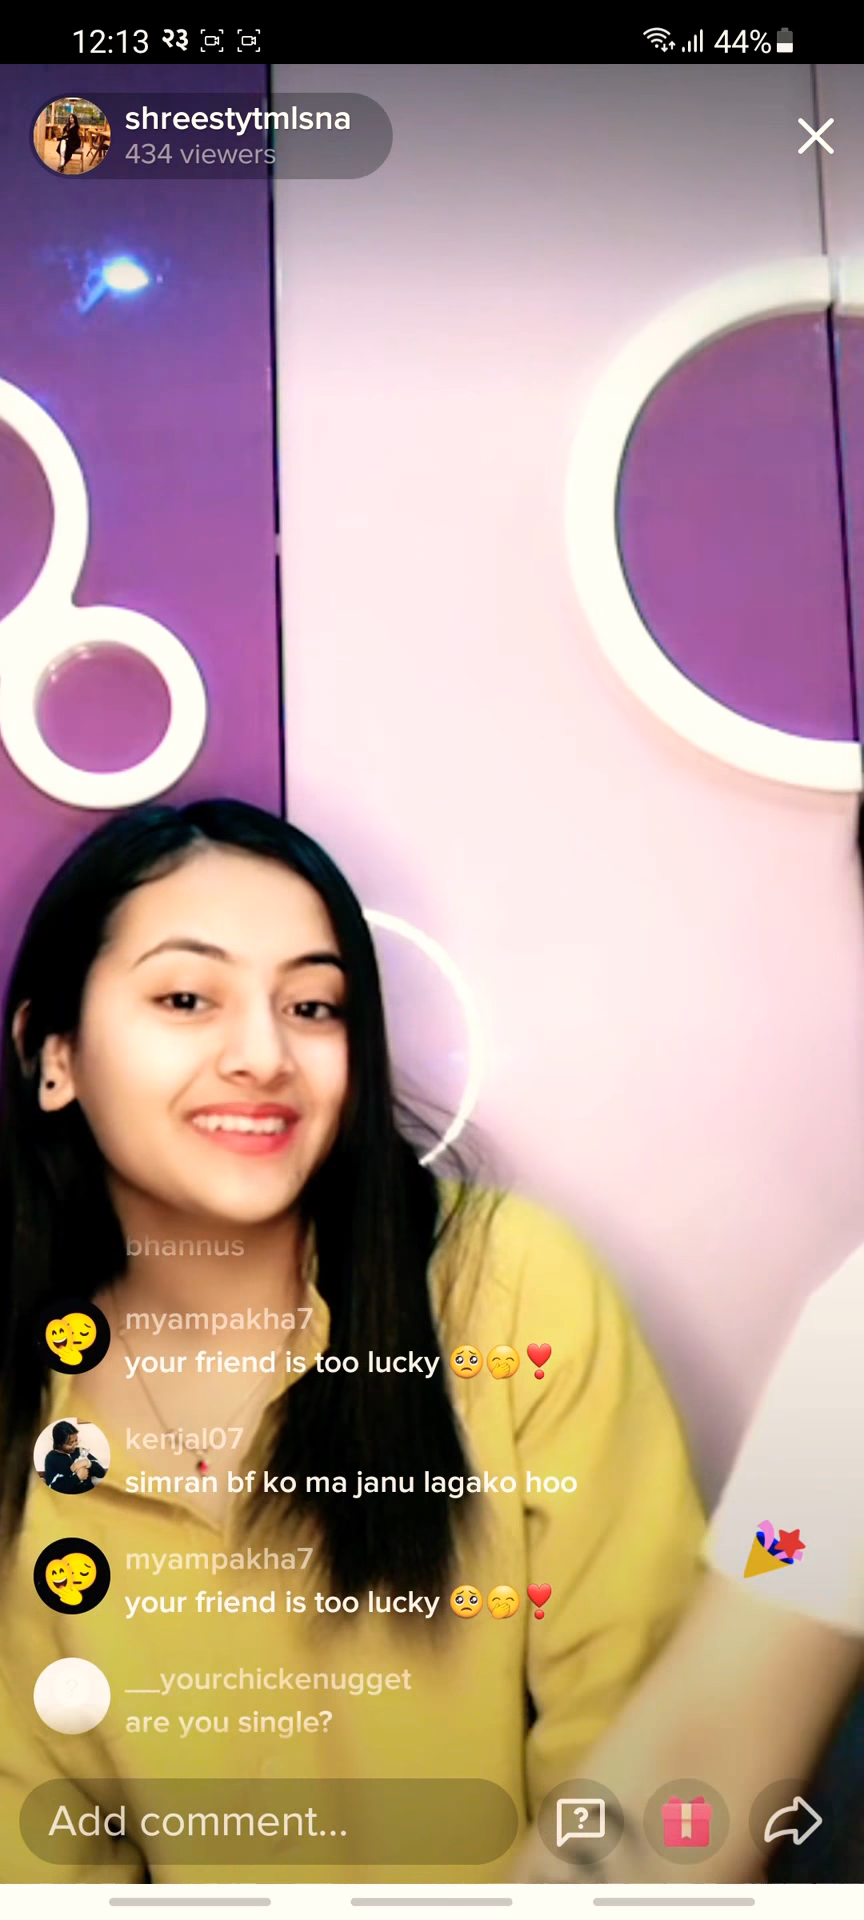 12:13 २३ 44%
shreestytmlsna
434 viewers
bhannus
myampakha7
your friend is too lucky 🥺🤭❣️
kenjal07
simran bf ko ma janu lagako hoo
myampakha7
your friend is too lucky 🥺🤭❣️
__yourchickenugget
are you single?
Add comment...